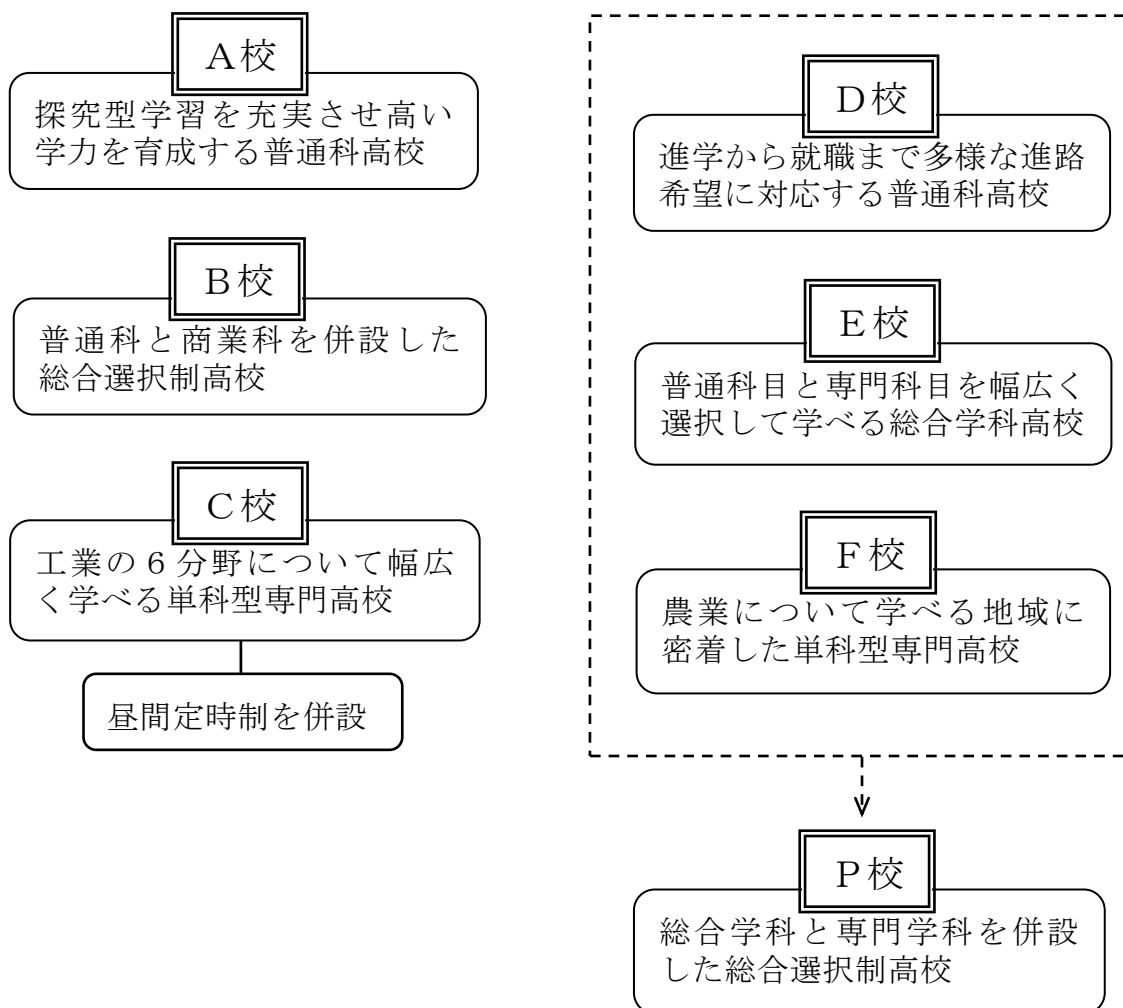 A校
探究型学習を充実させ高い
学力を育成する普通科高校
B校
普通科と商業科を併設した
総合選択制高校
C校
工業の6分野について幅広
く学べる単科型専門高校
昼間定時制を併設
D校
進学から就職まで多様な進路
希望に対応する普通科高校
E校
普通科目と専門科目を幅広く
選択して学べる総合学科高校
F校
農業について学べる地域に
密着した単科型専門高校
P校
総合学科と専門学科を併設
した総合選択制高校